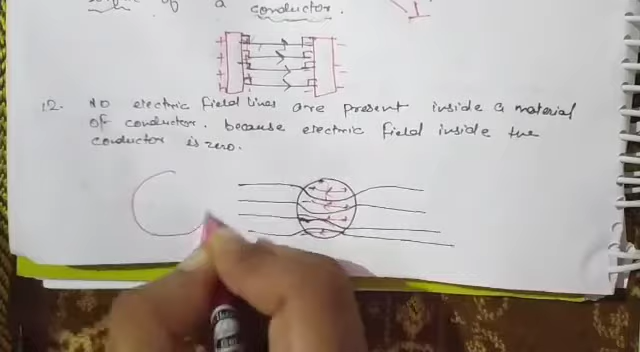 of a conductor.
12. No electric field lines are present inside a material
of conductor. because electric field inside the
conductor is zero.